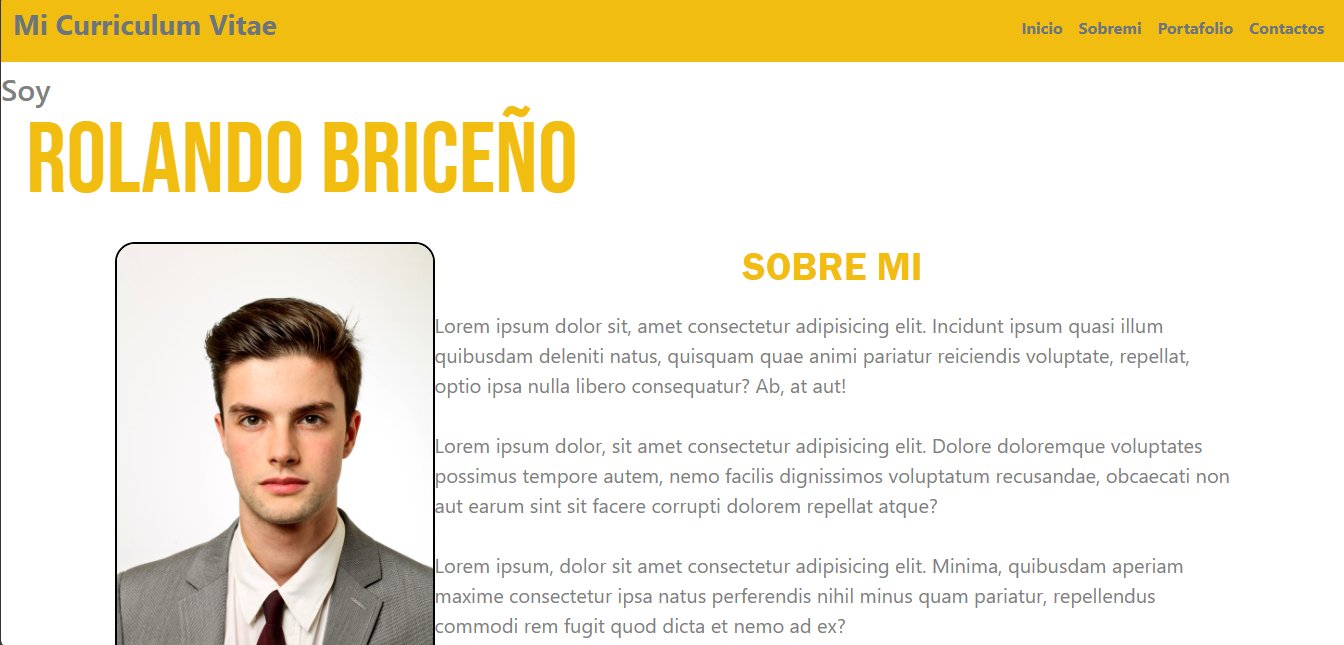 Mi Curriculum Vitae
Inicio Sobremi Portafolio Contactos
Soy
ROLANDO BRICEÑO
SOBRE MI
Lorem ipsum dolor sit, amet consectetur adipisicing elit. Incidunt ipsum quasi illum
quibusdam deleniti natus, quisquam quae animi pariatur reiciendis voluptate, repellat,
optio ipsa nulla libero consequatur? Ab, at aut!
Lorem ipsum dolor, sit amet consectetur adipisicing elit. Dolore doloremque voluptates
possimus tempore autem, nemo facilis dignissimos voluptatum recusandae, obcaecati non
aut earum sint sit facere corrupti dolorem repellat atque?
Lorem ipsum, dolor sit amet consectetur adipisicing elit. Minima, quibusdam aperiam
maxime consectetur ipsa natus perferendis nihil minus quam pariatur, repellendus
commodi rem fugit quod dicta et nemo ad ex?